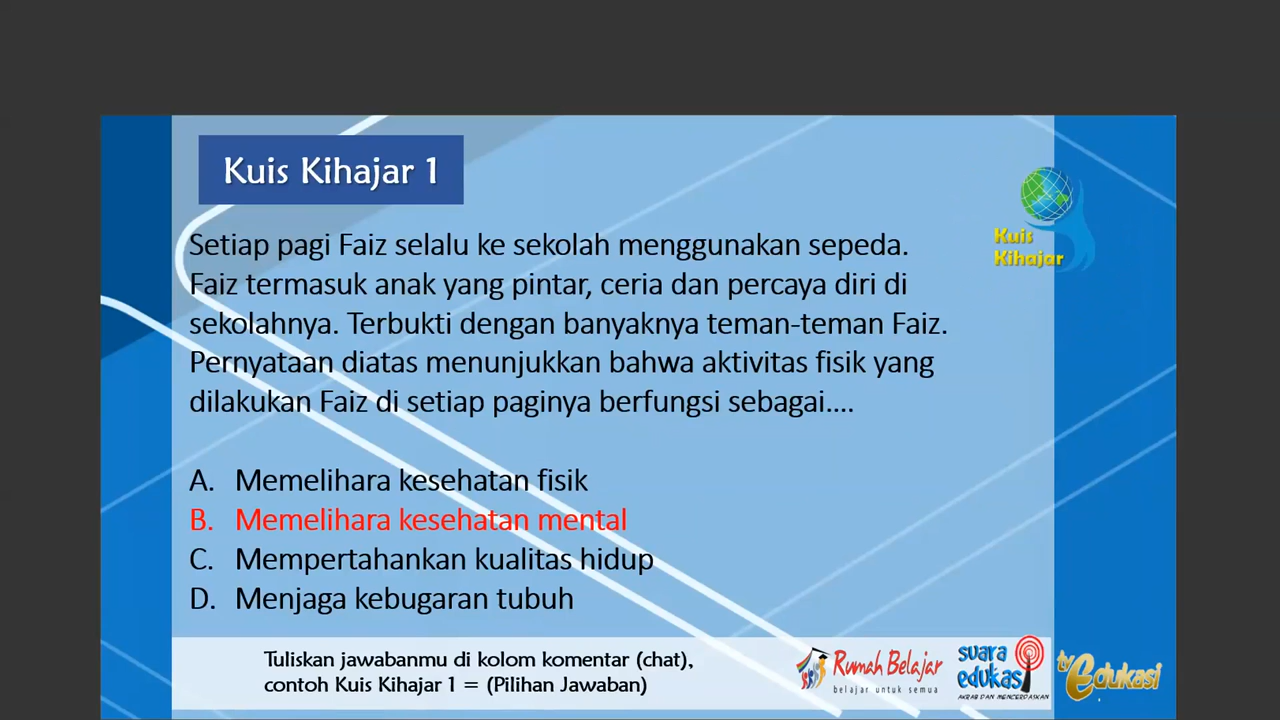 Kuis Kihajar 1
Kuis
Kihajar
Setiap pagi Faiz selalu ke sekolah menggunakan sepeda.
Faiz termasuk anak yang pintar, ceria dan percaya diri di
sekolahnya. Terbukti dengan banyaknya teman-teman Faiz.
Pernyataan diatas menunjukkan bahwa aktivitas fisik yang
dilakukan Faiz di setiap paginya berfungsi sebagai....
A. Memelihara kesehatan fisik
B. Memelihara kesehatan mental
C. Mempertahankan kualitas hidup
D. Menjaga kebugaran tubuh
Tuliskan jawabanmu di kolom komentar (chat),
contoh Kuis Kihajar 1 = (Pilihan Jawaban)
Rumah Belajar
belajar untuk semua
suara
edukasi
AKRAB DAN MENCERDASKAN
tv edukasi